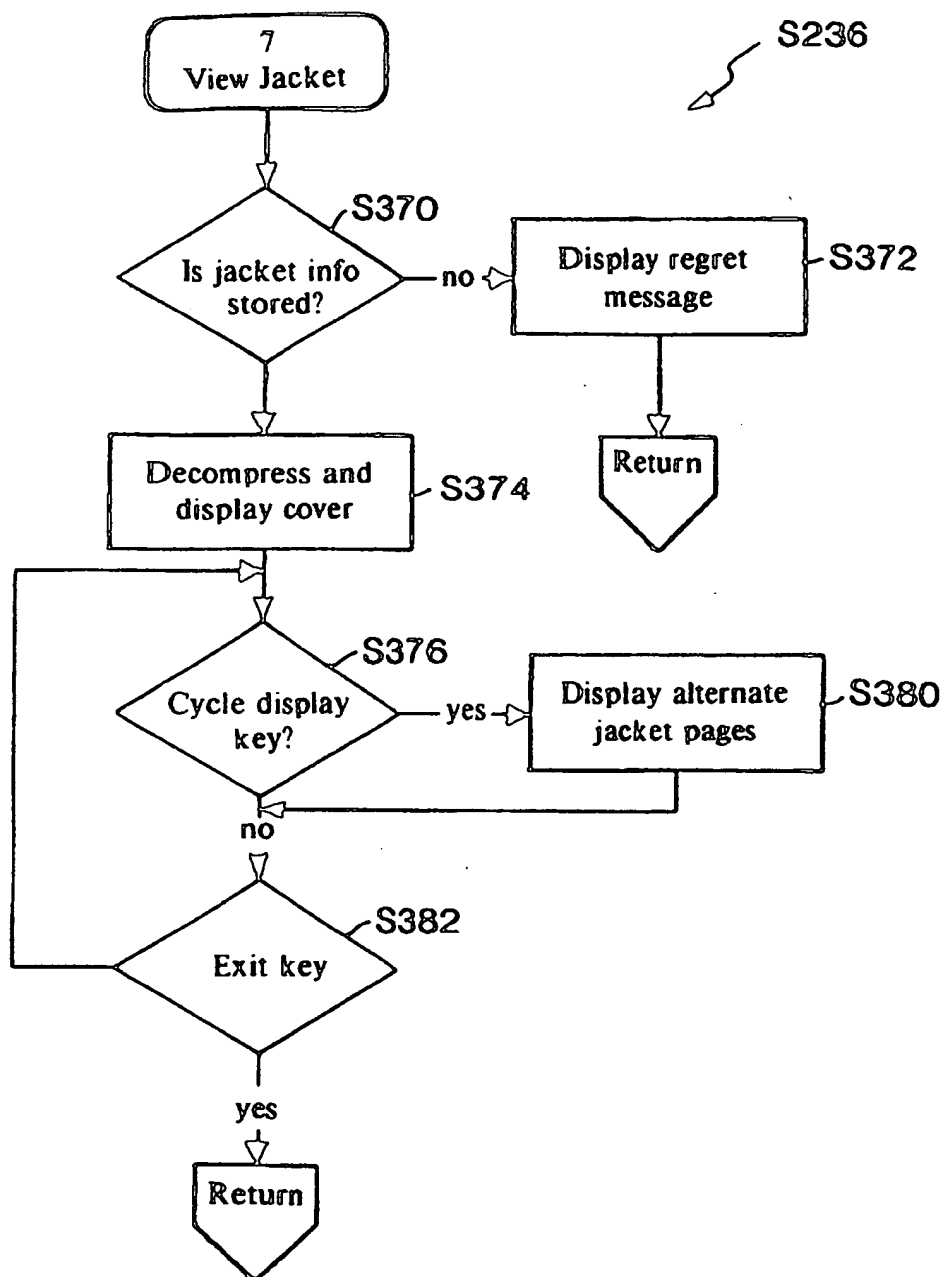 S236
7
View Jacket
S370
Is jacket info
stored?
no
Display regret
message
S372
Return
Decompress and
display cover
S374
S376
Cycle display
key?
yes
Display alternate
jacket pages
S380
no
S382
Exit key
yes
Return